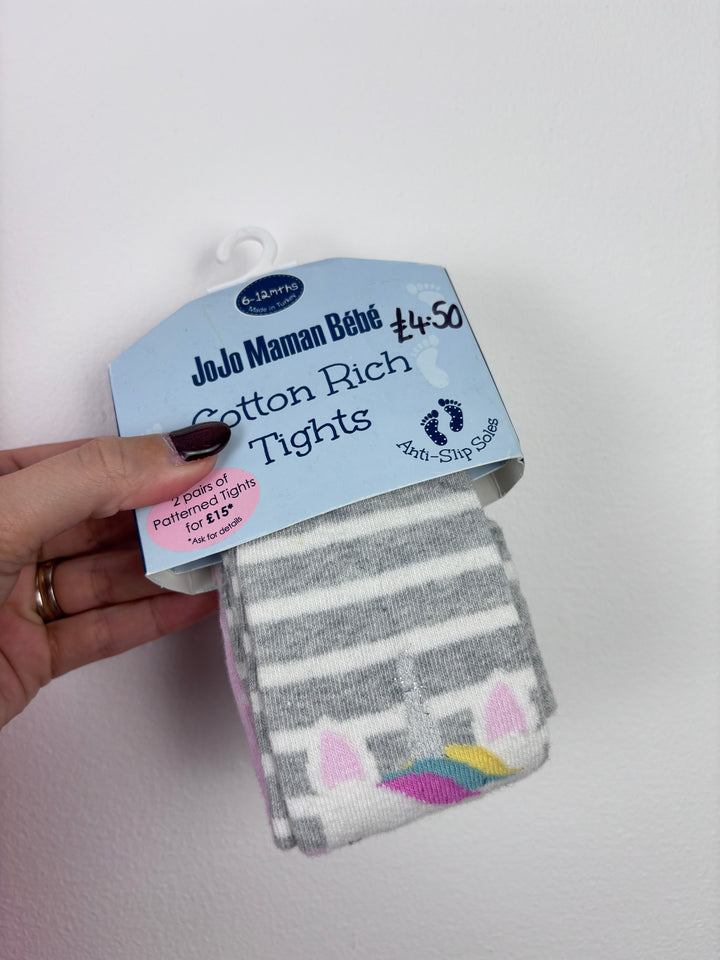 6-12mths
Made in Turkey
JoJo Maman Bébé
£4.50
Cotton Rich
Tights
Anti-Slip Soles
2 pairs of
Patterned Tights
for £15*
*Ask for details